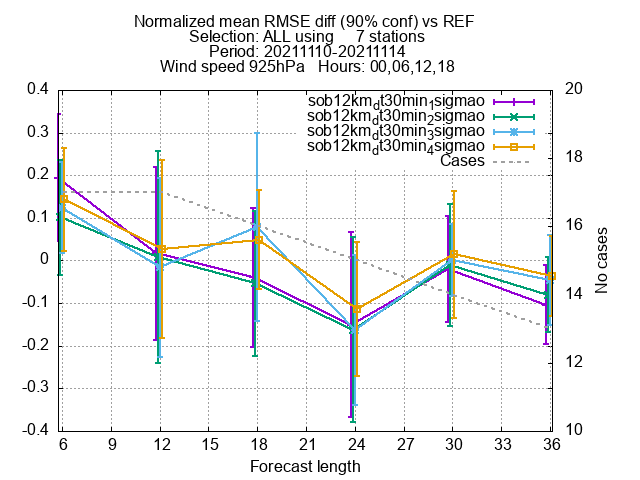 Normalized mean RMSE diff (90% conf) vs REF
Selection: ALL using 7 stations
Period: 20211110-20211114
Wind speed 925hPa Hours: 00,06,12,18
0.4 20
sob12km_dt30min_1sigmao
0.3
sob12km_dt30min_2sigmao
sob12km_dt30min_3sigmao
sob12km_dt30min_4sigmao
Cases
18
0.2
0.1 16
0
No cases
-0.1 14
-0.2
12
-0.3
-0.4 10
6 9 12 15 18 21 24 27 30 33 36
Forecast length